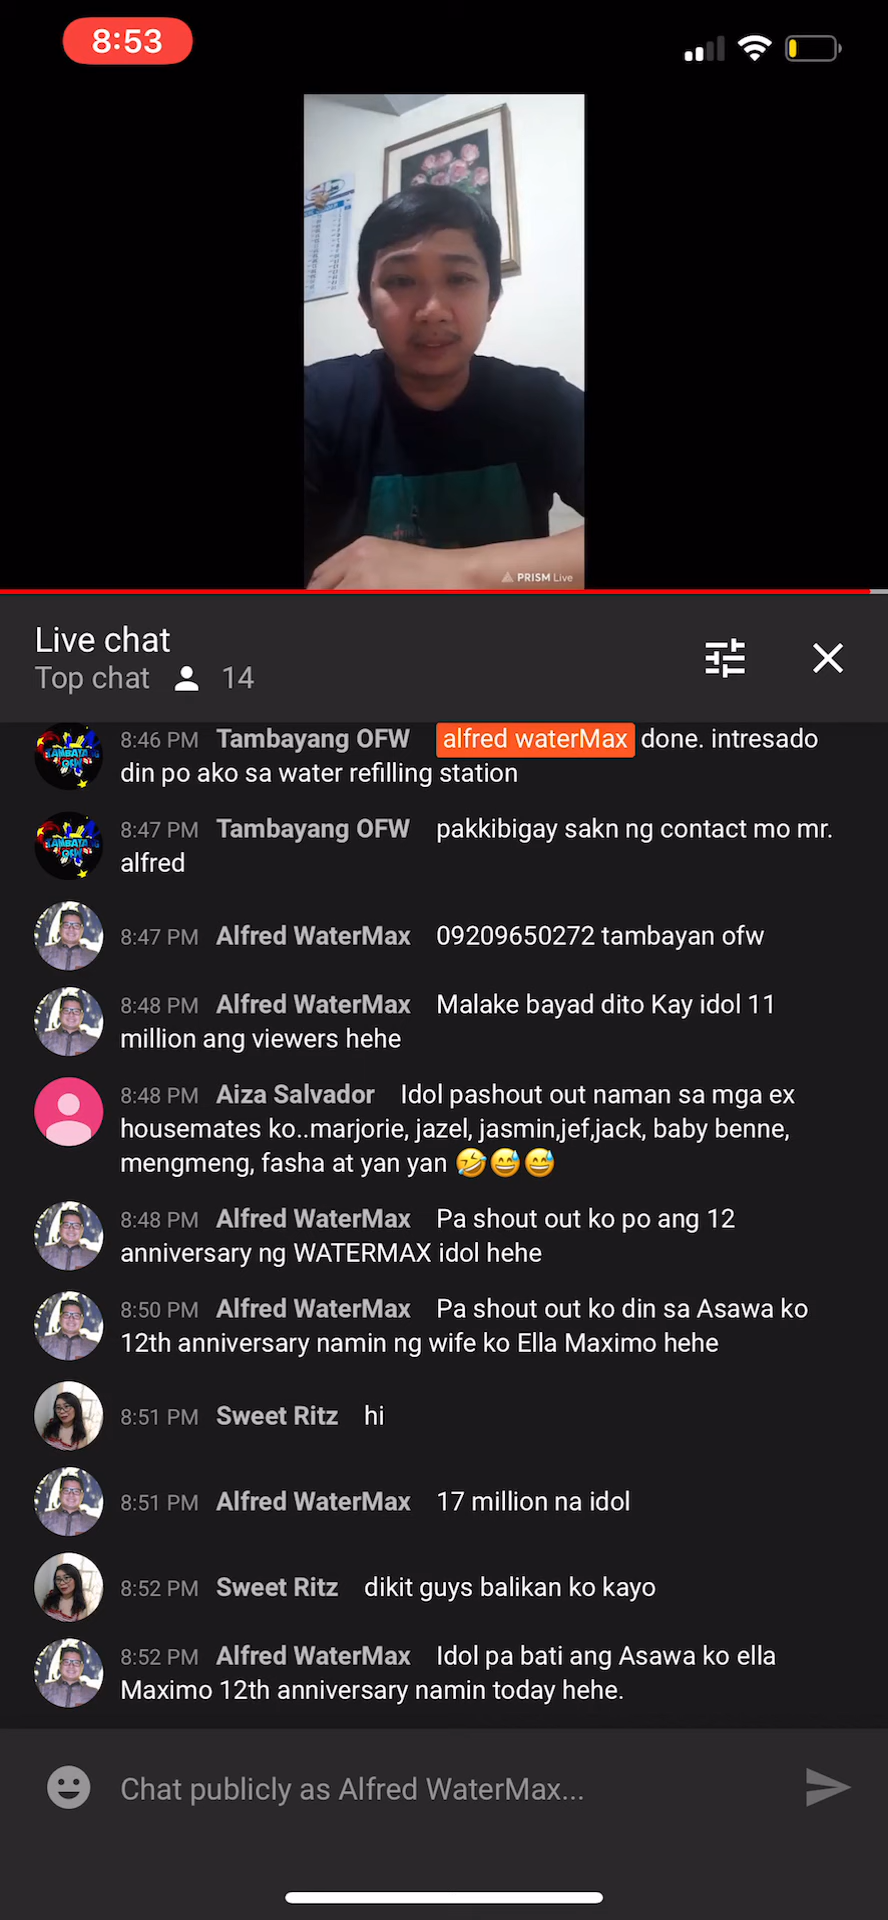 8:53
PRISM Live
Live chat
Top chat 14
8:46 PM Tambayang OFW alfred waterMax done. intresado
din po ako sa water refilling station
8:47 PM Tambayang OFW pakkibigay sakn ng contact mo mr.
alfred
8:47 PM Alfred WaterMax 09209650272 tambayan ofw
8:48 PM Alfred WaterMax Malake bayad dito Kay idol 11
million ang viewers hehe
8:48 PM Aiza Salvador Idol pashout out naman sa mga ex
housemates ko..marjorie, jazel, jasmin,jef,jack, baby benne,
mengmeng, fasha at yan yan 🤣😅😅
8:48 PM Alfred WaterMax Pa shout out ko po ang 12
anniversary ng WATERMAX idol hehe
8:50 PM Alfred WaterMax Pa shout out ko din sa Asawa ko
12th anniversary namin ng wife ko Ella Maximo hehe
8:51 PM Sweet Ritz hi
8:51 PM Alfred WaterMax 17 million na idol
8:52 PM Sweet Ritz dikit guys balikan ko kayo
8:52 PM Alfred WaterMax Idol pa bati ang Asawa ko ella
Maximo 12th anniversary namin today hehe.
Chat publicly as Alfred WaterMax...